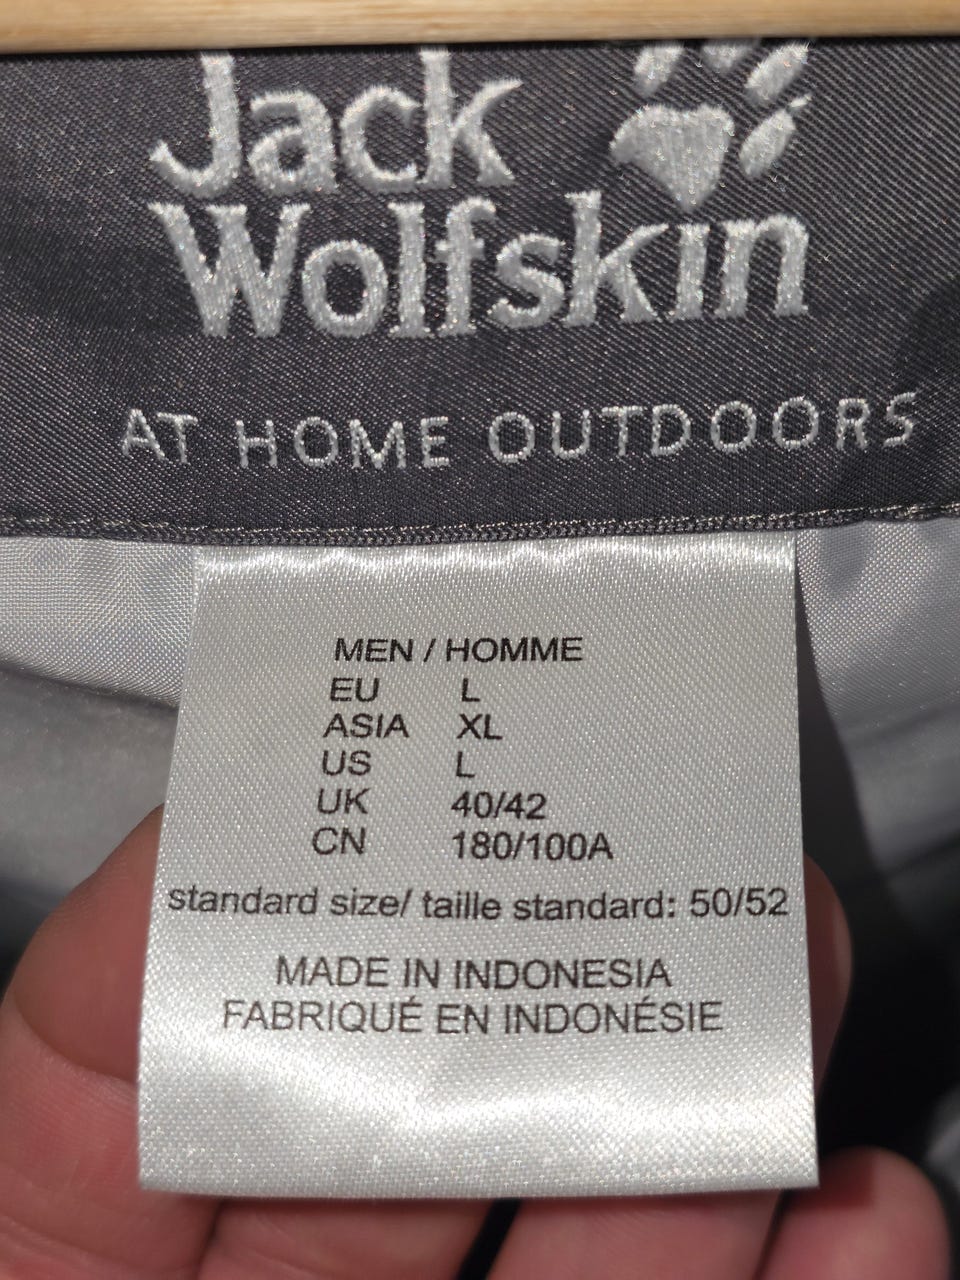 Jack
Wolfskin
AT HOME OUTDOORS
MEN / HOMME
EU L
ASIA XL
US L
UK 40/42
CN 180/100A
standard size/ taille standard: 50/52
MADE IN INDONESIA
FABRIQUÉ EN INDONÉSIE